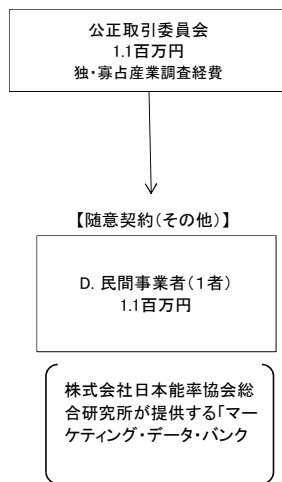 公正取引委員会
1.1百万円
独・寡占産業調査経費
【随意契約(その他)】
D. 民間事業者(1者)
1.1百万円
株式会社日本能率協会総
合研究所が提供する「マー
ケティング・データ・バンク